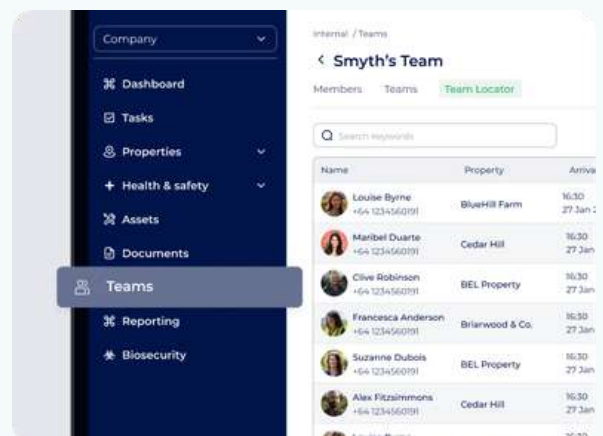 Company
Dashboard
Tasks
Properties
Health & safety
Assets
Documents
Teams
Reporting
Biosecurity
Internal / Teams
Smyth's Team
Members Teams Team Locator
Search keywords
Name Property Arriva
Louise Byrne BlueHill Farm 16:30
+64 1234560191 27 Jan 2
Maribel Duarte Cedar Hill 16:30
+64 1234560191 27 Jan
Clive Robinson BEL Property 16:30
+64 1234560191 27 Jan
Francesca Anderson Briarwood & Co. 16:30
+64 1234560191 27 Jan
Suzanne Dubois BEL Property 16:30
+64 1234560191 27 Jan
Alex Fitzsimmons Cedar Hill 16:30
+64 1234560191 27 Jan